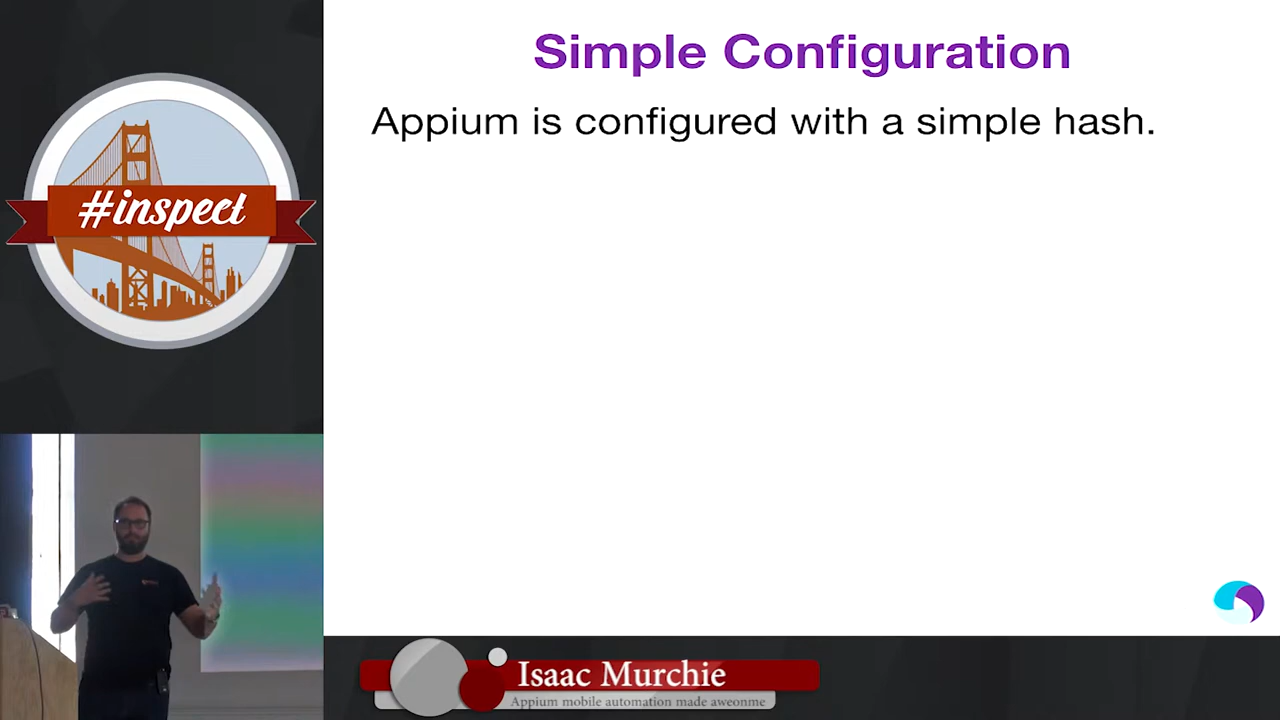 Simple Configuration
Appium is configured with a simple hash.
#inspect
Isaac Murchie
Appium mobile automation made aweonme